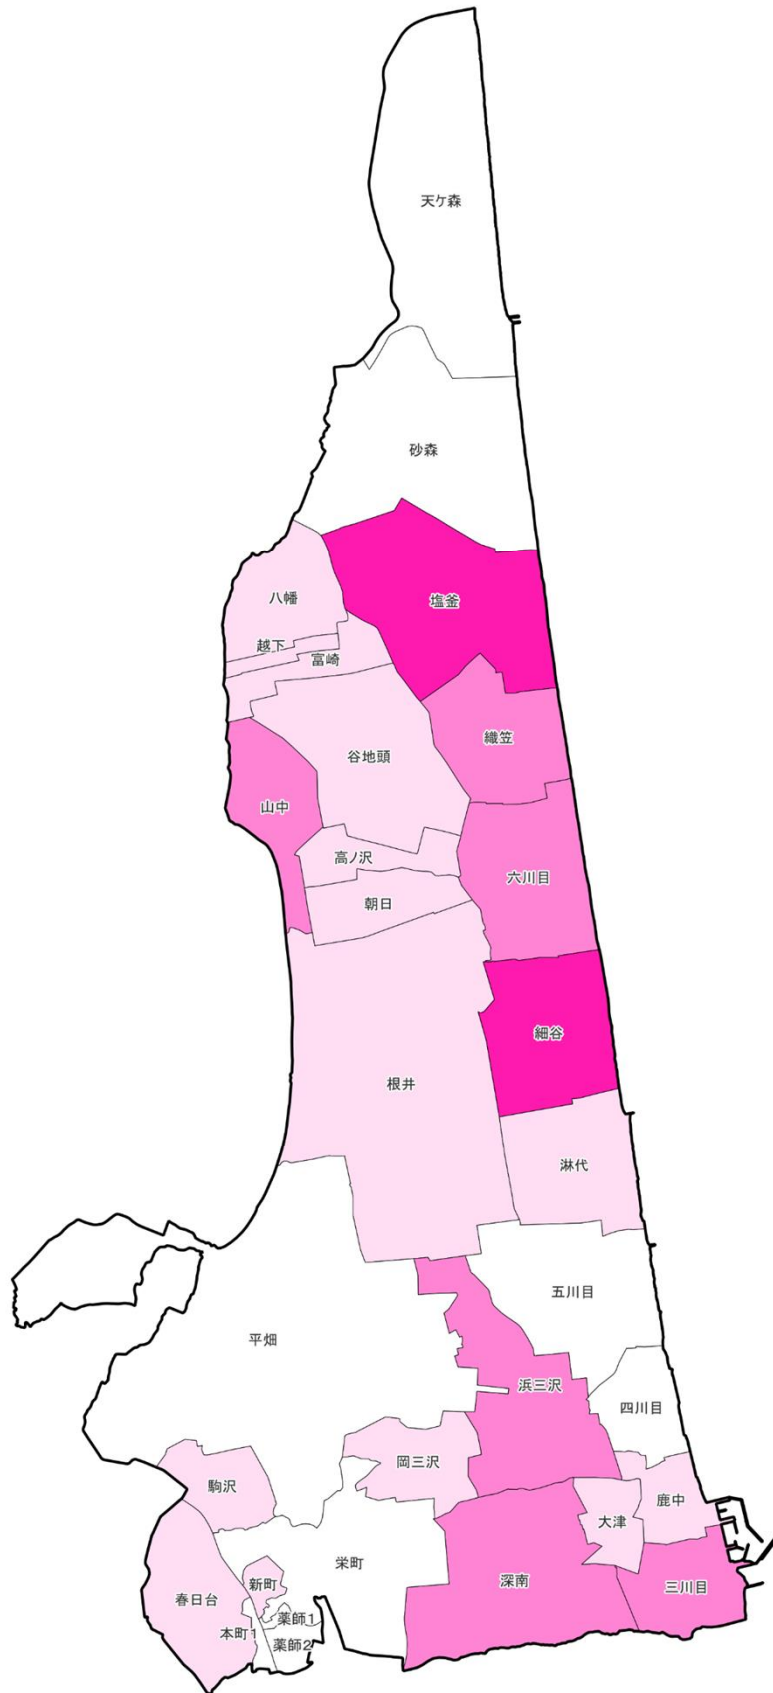 天ケ森
砂森
八幡
塩釜
越下
富崎
織笠
谷地頭
山中
高ノ沢
六川目
朝日
細谷
根井
淋代
五川目
平畑
浜三沢
四川目
岡三沢
駒沢
鹿中
大津
栄町
新町
深南
三川目
春日台
薬師1
本町1
薬師2